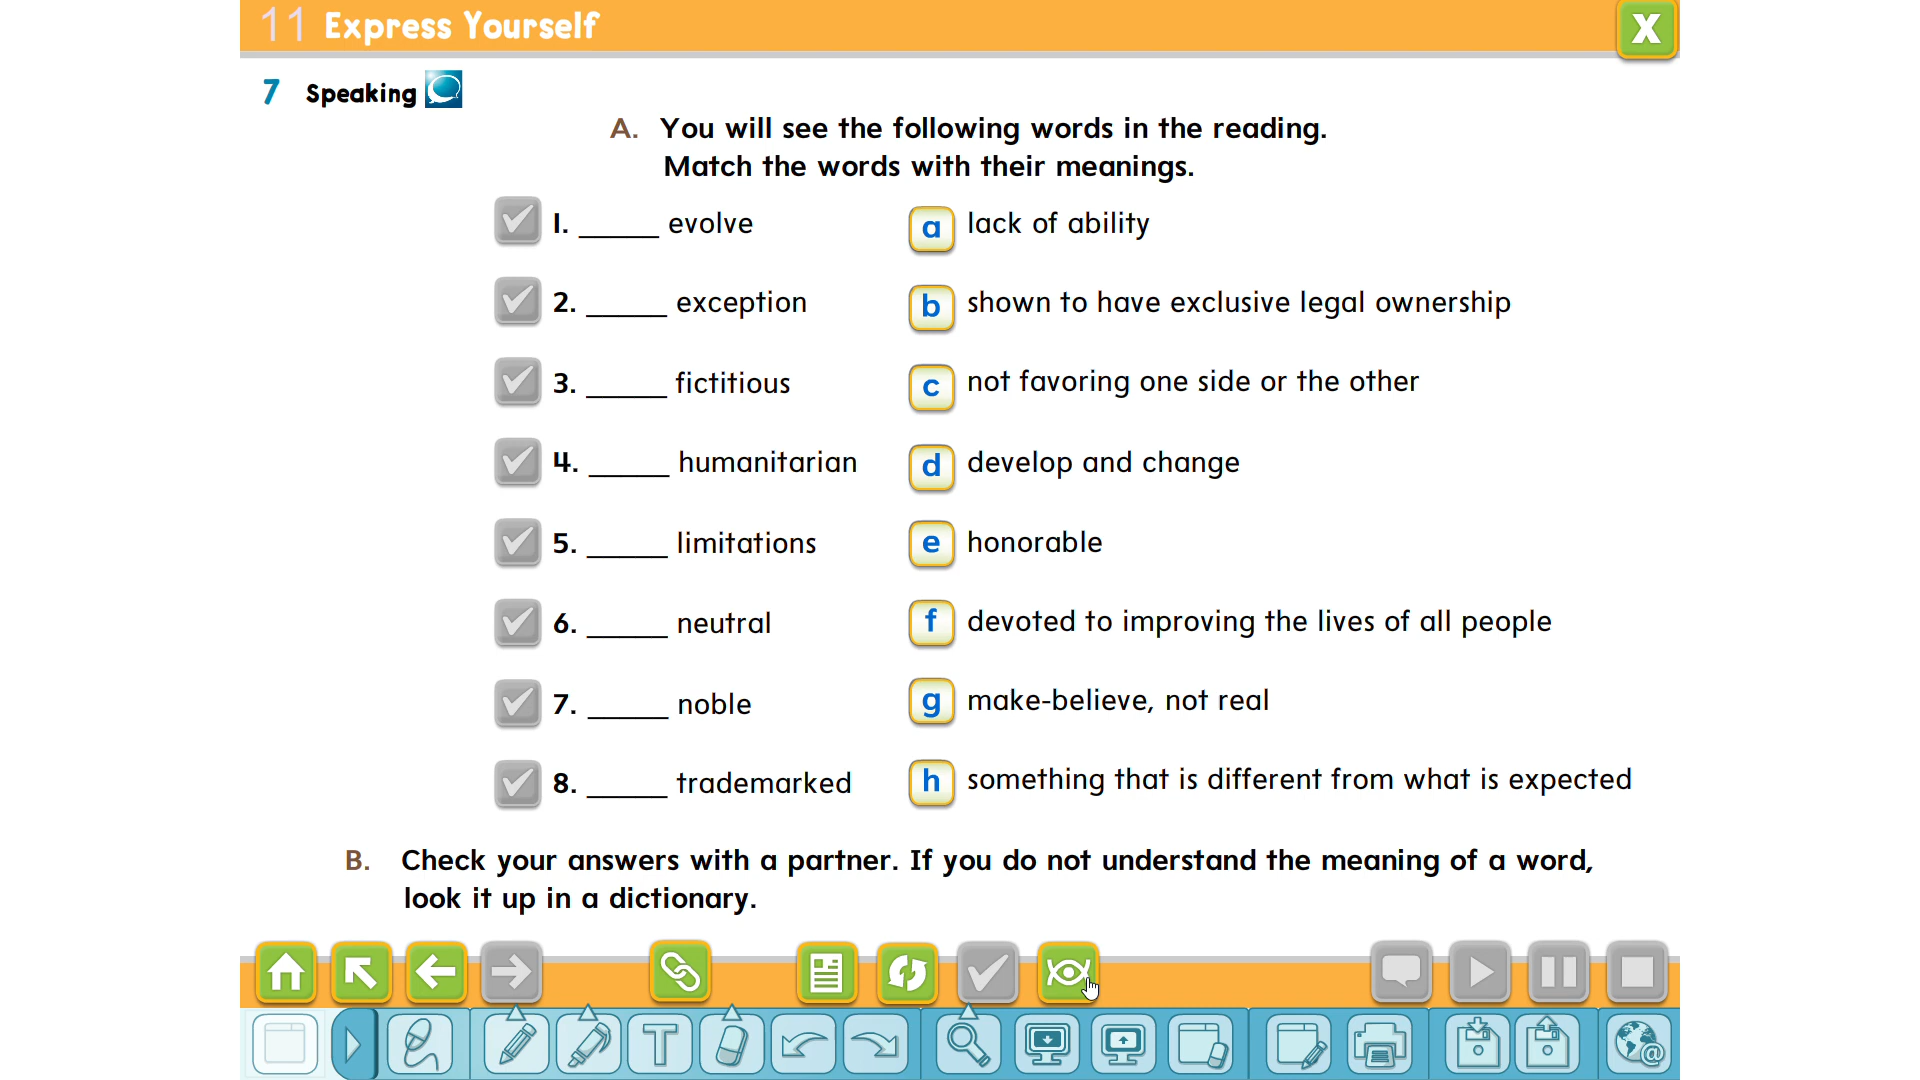 11 Express Yourself
X
7 Speaking
A. You will see the following words in the reading.
Match the words with their meanings.
1. _____ evolve
a lack of ability
2. _____ exception
b shown to have exclusive legal ownership
3. _____ fictitious
c not favoring one side or the other
4. _____ humanitarian
d develop and change
5. _____ limitations
e honorable
6. _____ neutral
f devoted to improving the lives of all people
7. _____ noble
g make-believe, not real
8. _____ trademarked
h something that is different from what is expected
B. Check your answers with a partner. If you do not understand the meaning of a word,
look it up in a dictionary.
T
@